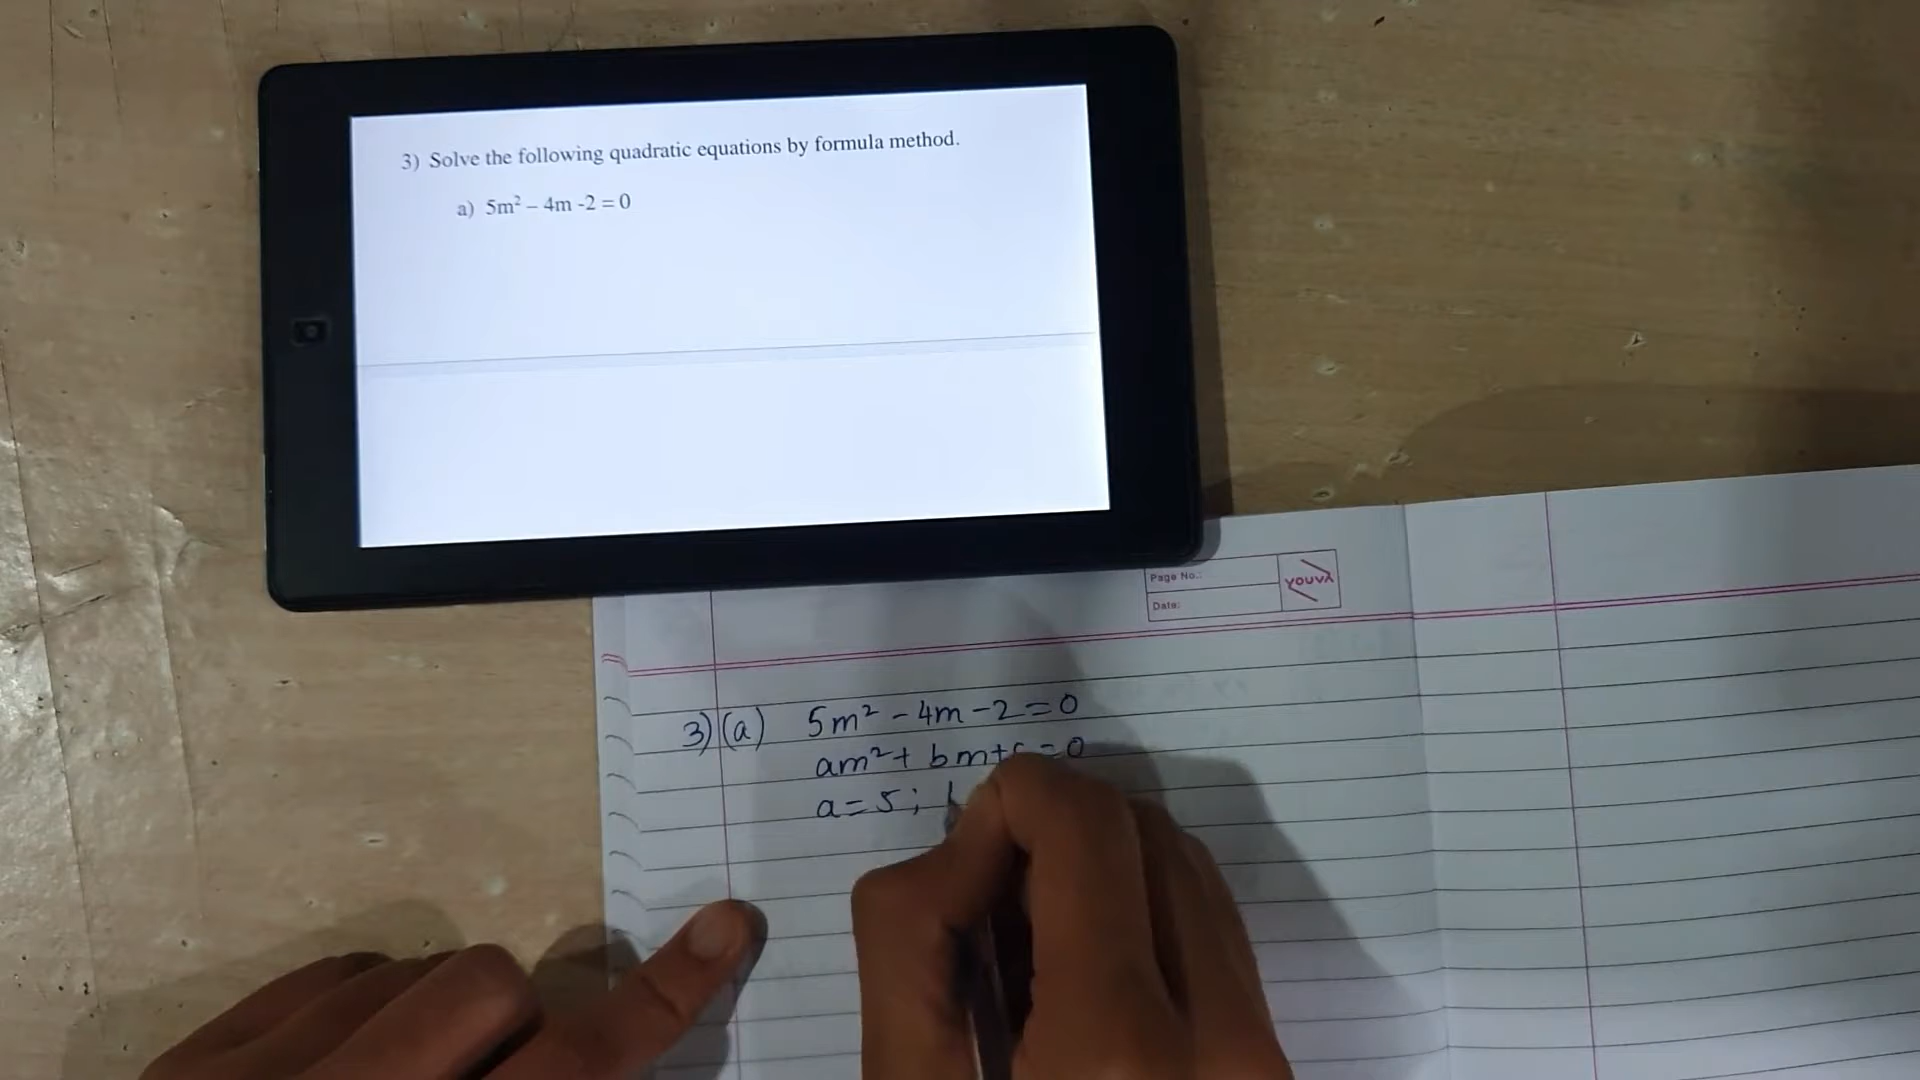 3) Solve the following quadratic equations by formula method.
a) 5m² – 4m -2 = 0
Page No.:
Date:
YOUVA
3) (a) 5m² - 4m - 2 = 0
am² + bm + c = 0
a = 5 ; b